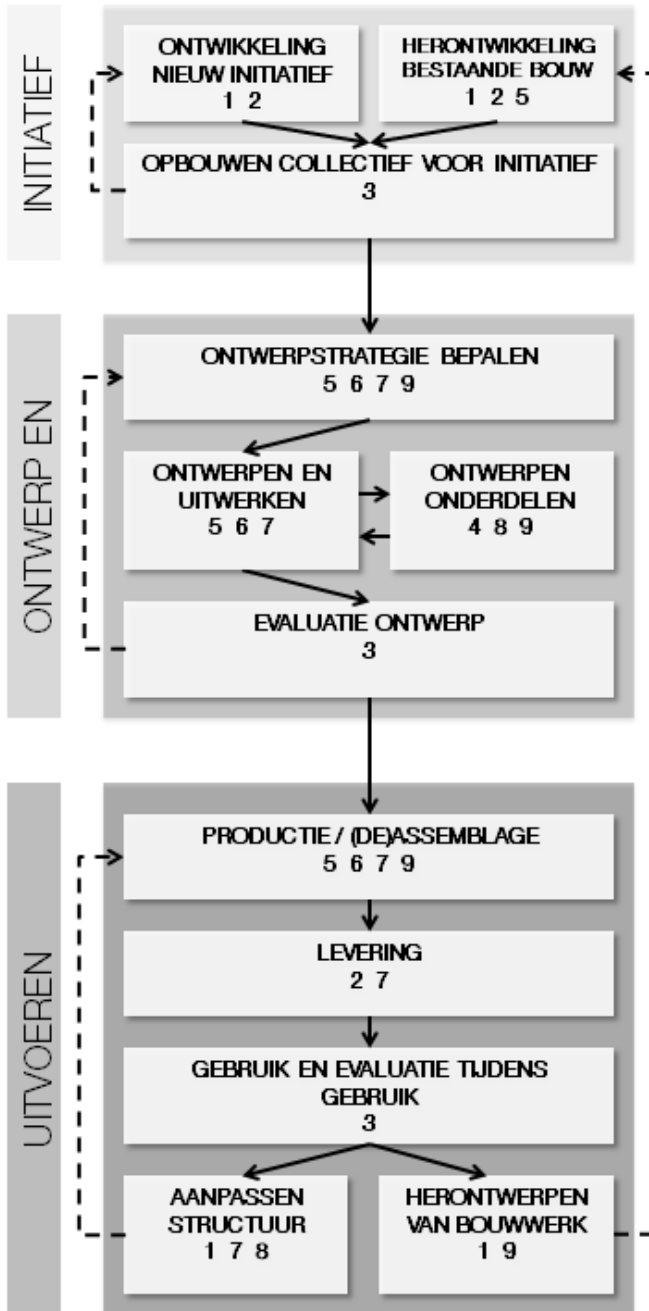 INITIATIEF
ONTWIKKELING
NIEUW INITIATIEF
1 2
HERONTWIKKELING
BESTAANDE BOUW
1 2 5
OPBOUWEN COLLECTIEF VOOR INITIATIEF
3
ONTWERP EN
ONTWERPSTRATEGIE BEPALEN
5 6 7 9
ONTWERPEN EN
UITWERKEN
5 6 7
ONTWERPEN
ONDERDELEN
4 8 9
EVALUATIE ONTWERP
3
UITVOEREN
PRODUCTIE / (DE)ASSEMBLAGE
5 6 7 9
LEVERING
2 7
GEBRUIK EN EVALUATIE TIJDENS
GEBRUIK
3
AANPASSEN
STRUCTUUR
1 7 8
HERONTWERPEN
VAN BOUWWERK
1 9